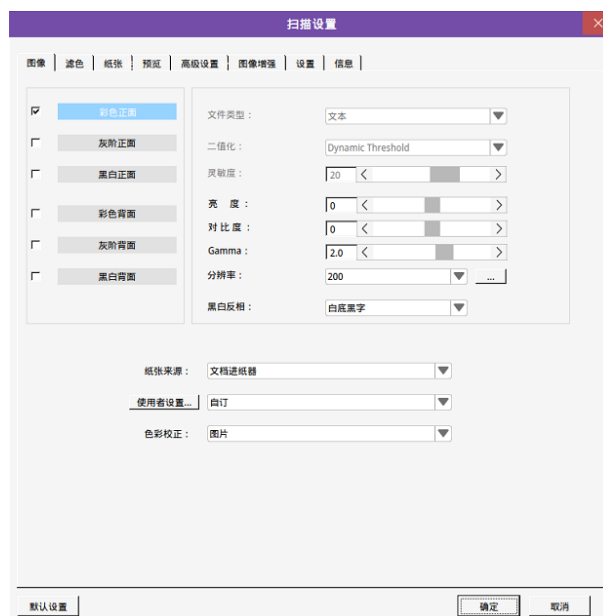 扫描设置
图像 滤色 纸张 预览 高级设置 图像增强 设置 信息
彩色正面
灰阶正面
黑白正面
彩色背面
灰阶背面
黑白背面
文件类型： 文本
二值化： Dynamic Threshold
灵敏度： 20
亮 度： 0
对比度： 0
Gamma： 2.0
分辨率： 200 ...
黑白反相： 白底黑字
纸张来源： 文档进纸器
使用者设置... 自订
色彩校正： 图片
默认设置 确定 取消